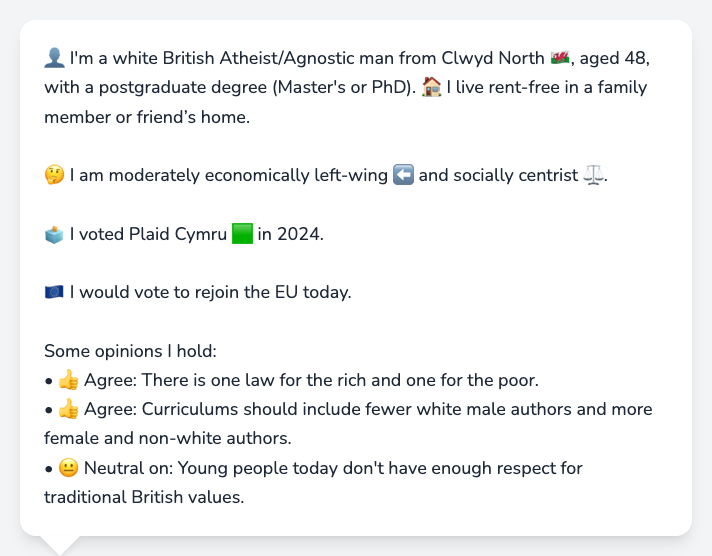 👤 I'm a white British Atheist/Agnostic man from Clwyd North 🏴󠁧󠁢󠁷󠁬󠁳󠁿, aged 48,
with a postgraduate degree (Master's or PhD). 🏠 I live rent-free in a family
member or friend’s home.
🤔 I am moderately economically left-wing ⬅️ and socially centrist ⚖️.
🗳️ I voted Plaid Cymru 🟩 in 2024.
🇪🇺 I would vote to rejoin the EU today.
Some opinions I hold:
• 👍 Agree: There is one law for the rich and one for the poor.
• 👍 Agree: Curriculums should include fewer white male authors and more
female and non-white authors.
• 😐 Neutral on: Young people today don't have enough respect for
traditional British values.